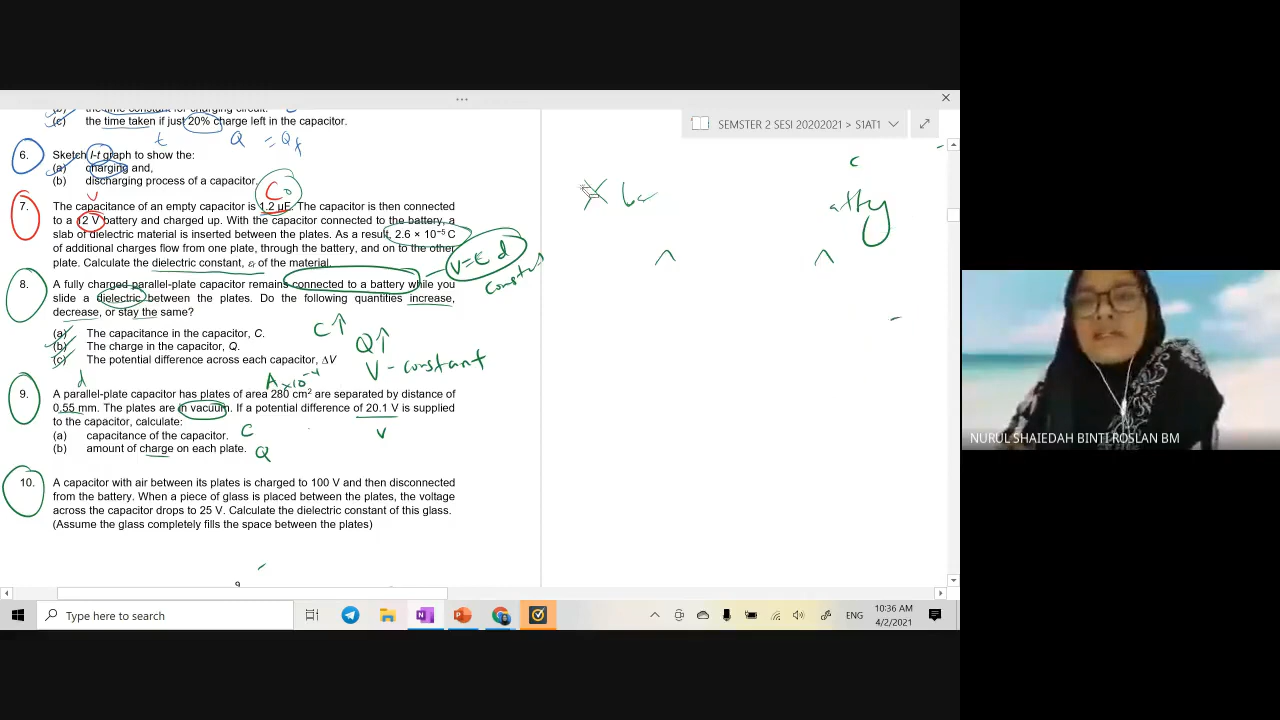 (b) the time constant for charging circuit.
(c) the time taken if just 20% charge left in the capacitor.
t Q = Qf
6. Sketch I-t graph to show the:
(a) charging and,
(b) discharging process of a capacitor.
V
C₀
7. The capacitance of an empty capacitor is 1.2 μF. The capacitor is then connected
to a 12 V battery and charged up. With the capacitor connected to the battery, a
slab of dielectric material is inserted between the plates. As a result, 2.6 × 10⁻⁵ C
of additional charges flow from one plate, through the battery, and on to the other
plate. Calculate the dielectric constant, εr of the material.
V = E d
constant
8. A fully charged parallel-plate capacitor remains connected to a battery while you
slide a dielectric between the plates. Do the following quantities increase,
decrease, or stay the same?
(a) The capacitance in the capacitor, C.
(b) The charge in the capacitor, Q.
(c) The potential difference across each capacitor, ΔV
C ↑
Q ↑
V - constant
d
A ×10⁻⁴
9. A parallel-plate capacitor has plates of area 280 cm² are separated by distance of
0.55 mm. The plates are in vacuum. If a potential difference of 20.1 V is supplied
to the capacitor, calculate:
(a) capacitance of the capacitor. C
(b) amount of charge on each plate. Q
V
10. A capacitor with air between its plates is charged to 100 V and then disconnected
from the battery. When a piece of glass is placed between the plates, the voltage
across the capacitor drops to 25 V. Calculate the dielectric constant of this glass.
(Assume the glass completely fills the space between the plates)
9
SEMSTER 2 SESI 20202021 > S1AT1
c
ba
atty
NURUL SHAIEDAH BINTI ROSLAN BM
Type here to search
ENG
10:36 AM
4/2/2021